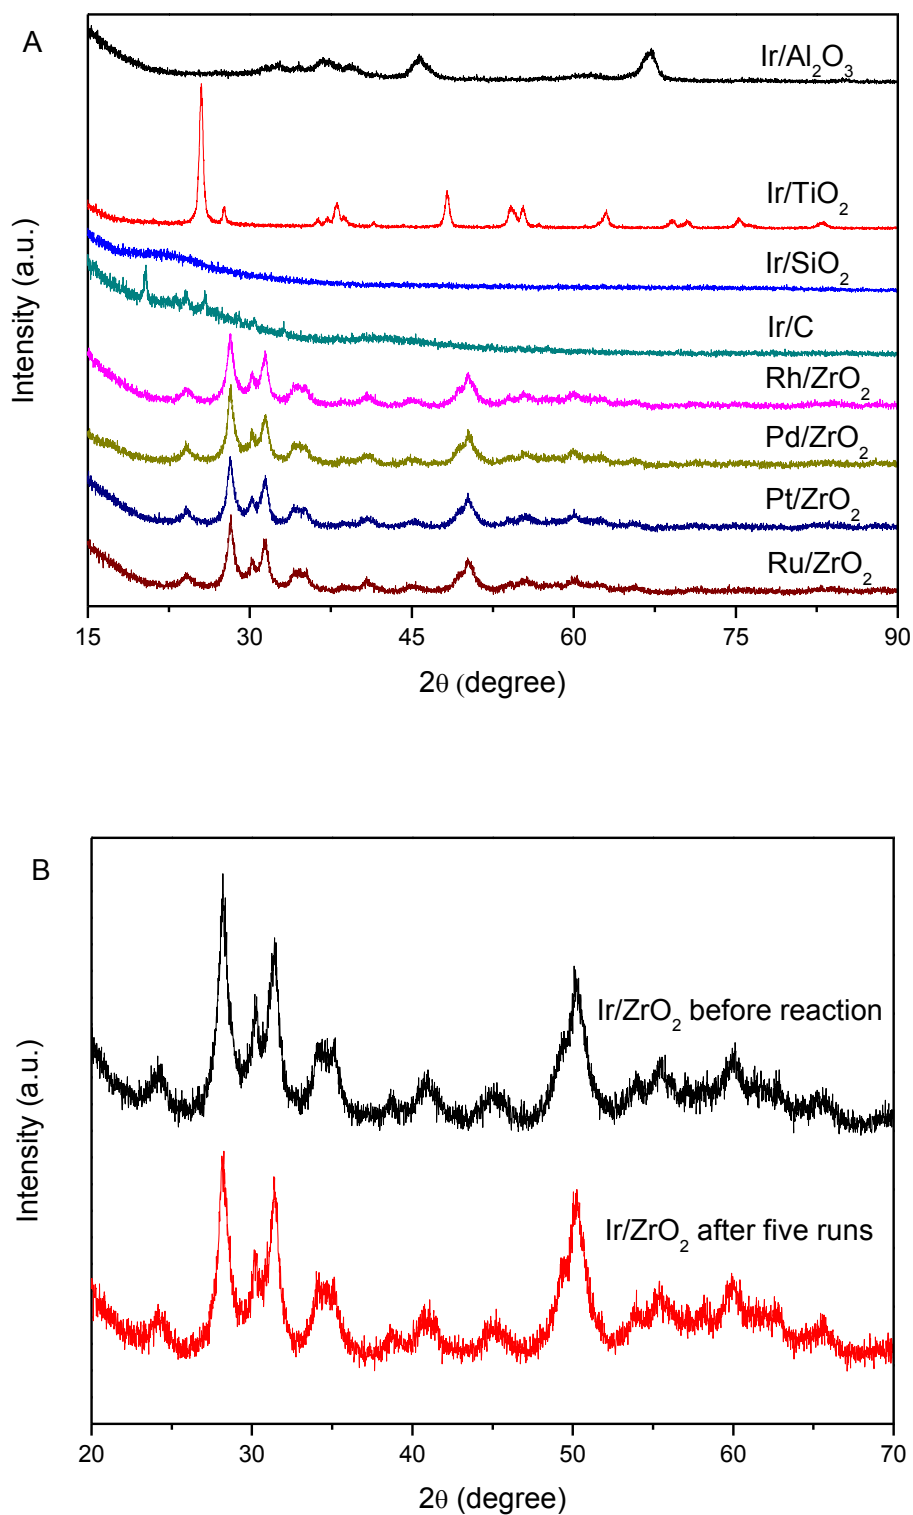 A
Ir/Al₂O₃
Ir/TiO₂
Ir/SiO₂
Ir/C
Rh/ZrO₂
Pd/ZrO₂
Pt/ZrO₂
Ru/ZrO₂
Intensity (a.u.)
15 30 45 60 75 90
2θ (degree)
B
Ir/ZrO₂ before reaction
Ir/ZrO₂ after five runs
Intensity (a.u.)
20 30 40 50 60 70
2θ (degree)